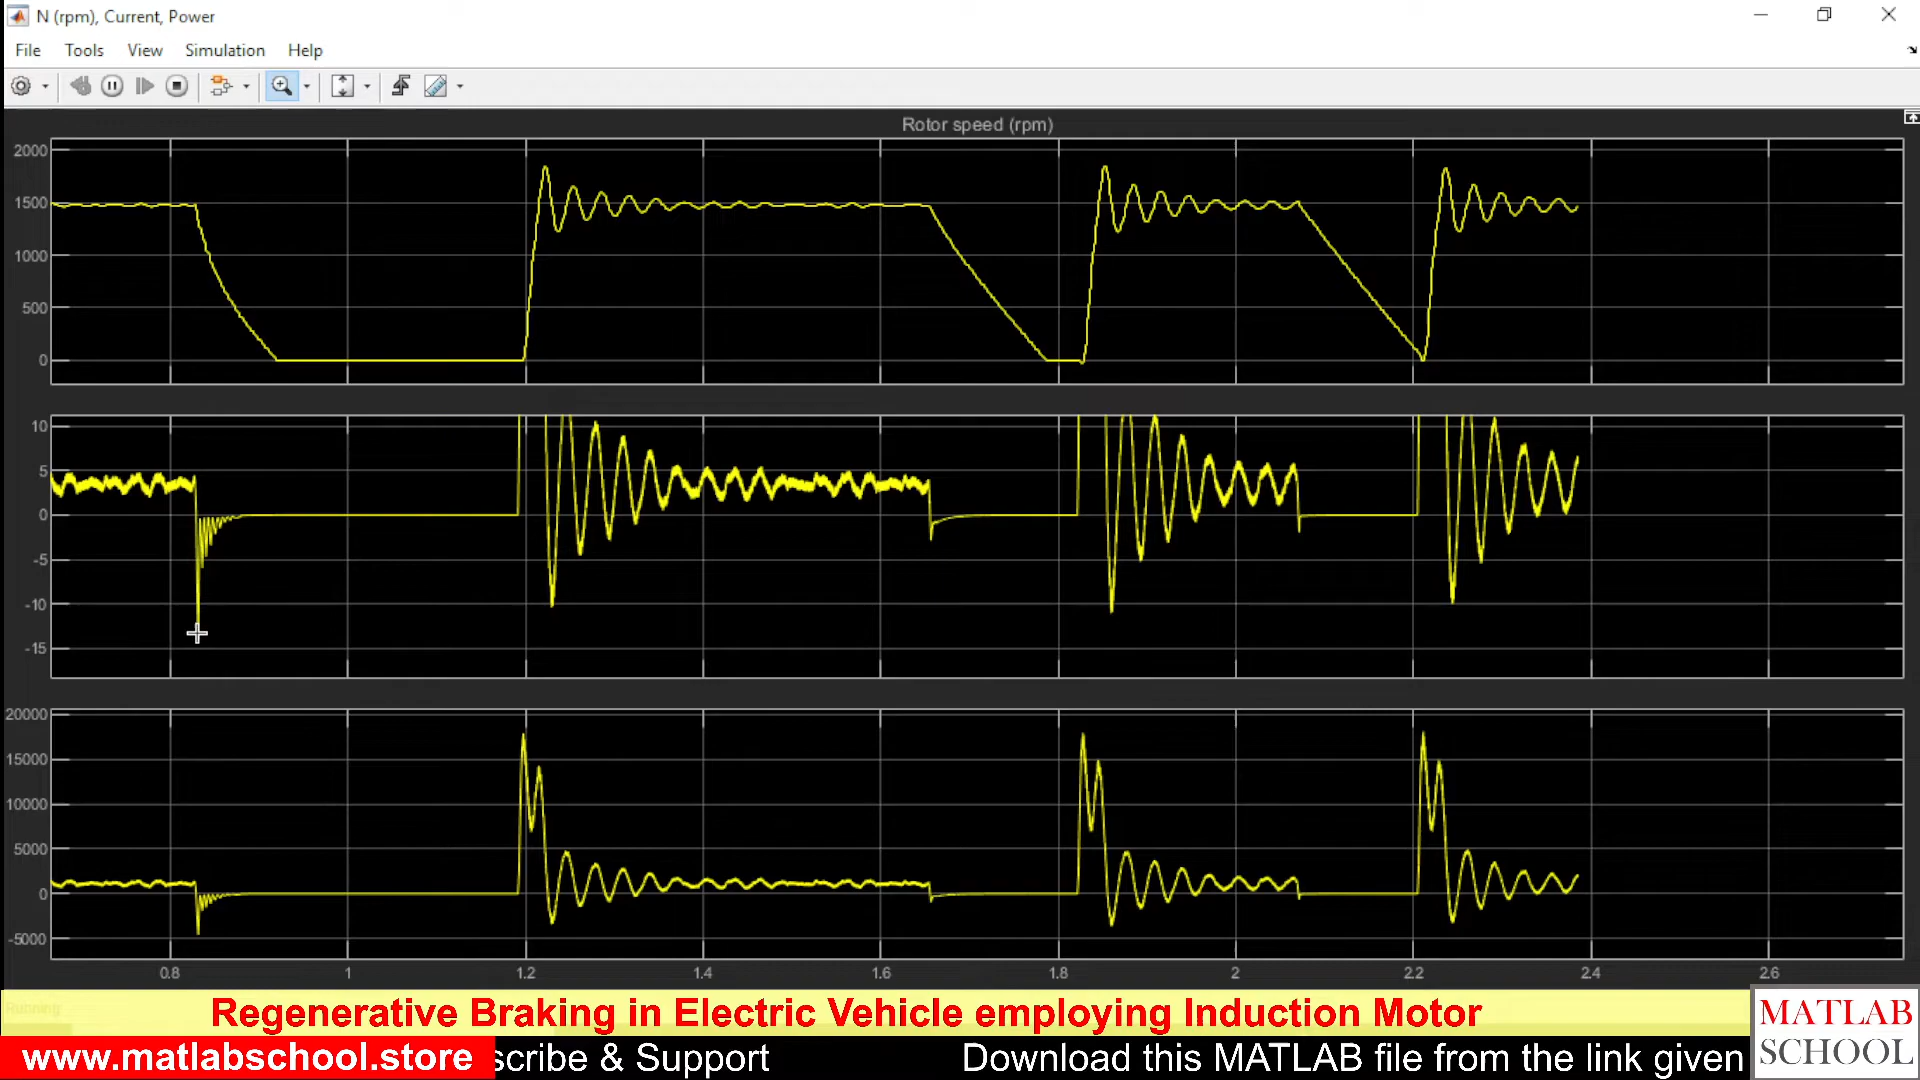 N (rpm), Current, Power
File Tools View Simulation Help
Rotor speed (rpm)
2000
1500
1000
500
0
10
5
0
-5
-10
-15
20000
15000
10000
5000
0
-5000
0.8 1 1.2 1.4 1.6 1.8 2 2.2 2.4 2.6
Running
Regenerative Braking in Electric Vehicle employing Induction Motor
www.matlabschool.store
scribe & Support Download this MATLAB file from the link given
MATLAB
SCHOOL